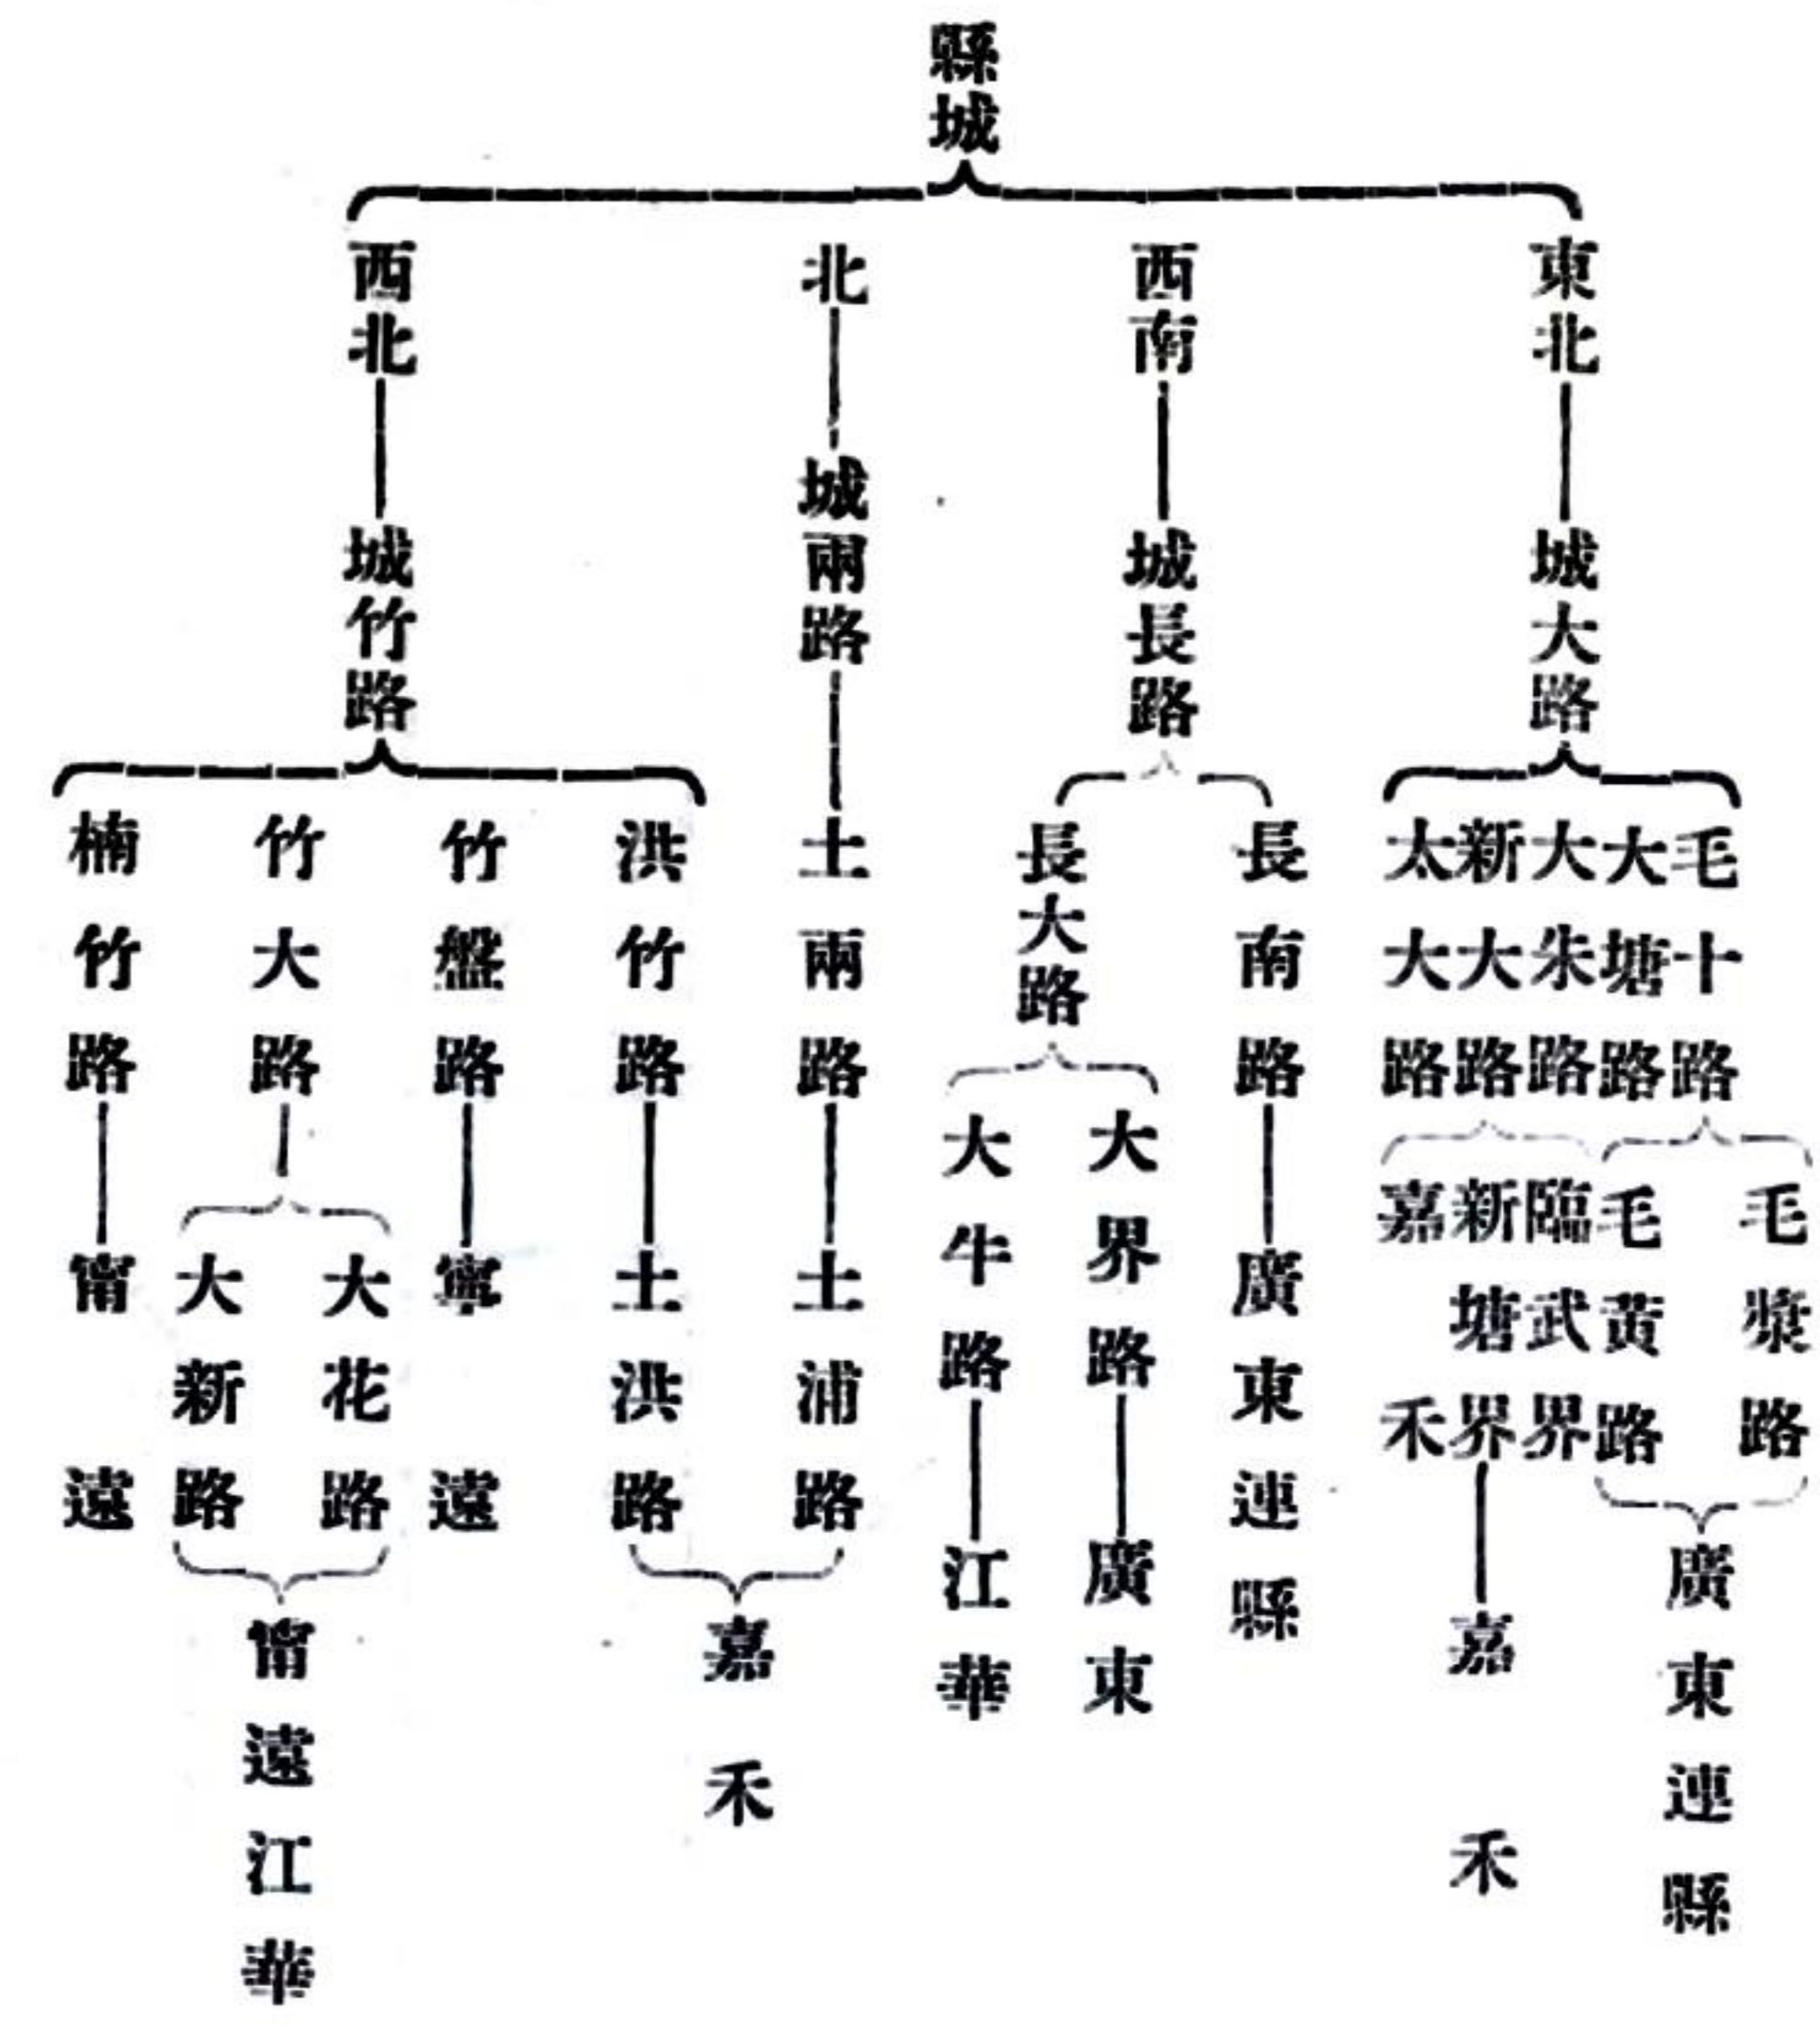 縣城
東北
城大路
毛十路
大塘路
大朱路
新大路
太大路
毛漿路
毛黃路
廣東連縣
臨武界
新塘界
嘉禾
嘉禾
西南
城長路
長南路
廣東連縣
長大路
大界路
廣東
大牛路
江華
北
城兩路
土兩路
土浦路
西北
城竹路
洪竹路
土洪路
嘉禾
竹盤路
寧遠
竹大路
大花路
大新路
甯遠江華
楠竹路
甯遠